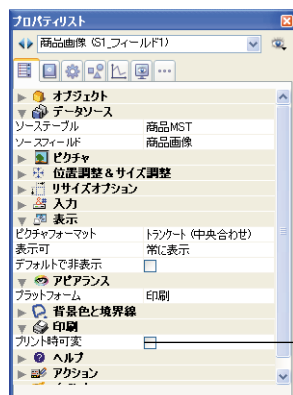 プロパティリスト
商品画像 (S1_フィールド1)
オブジェクト
データソース
ソーステーブル 商品MST
ソースフィールド 商品画像
ピクチャ
位置調整&サイズ調整
リサイズオプション
入力
表示
ピクチャフォーマット トランケート (中央合わせ)
表示可 常に表示
デフォルトで非表示
アピアランス
プラットフォーム 印刷
背景色と境界線
印刷
プリント時可変
ヘルプ
アクション